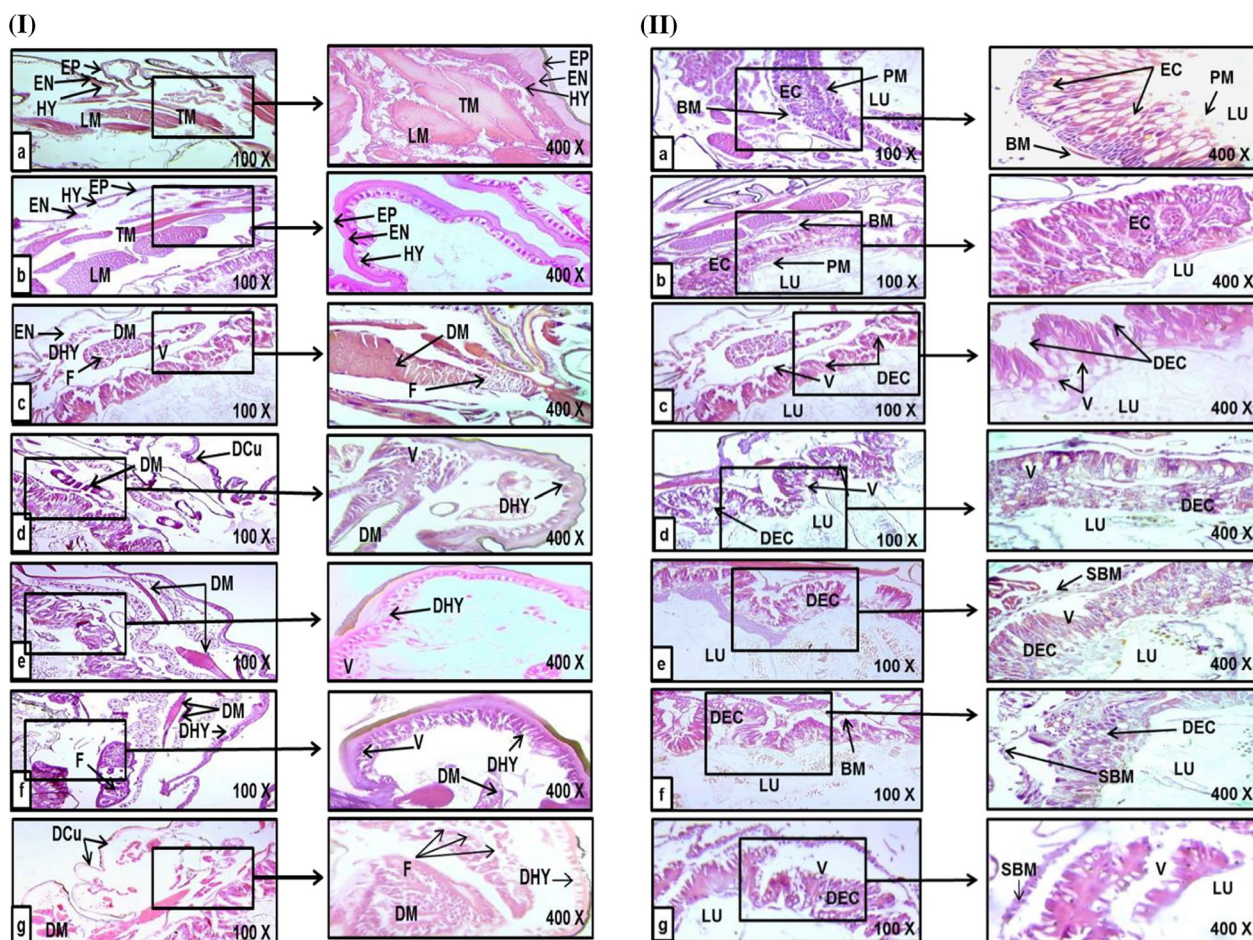 (I)
EP
EN
HY
LM
TM
a
100 X
EP
EN
HY
TM
LM
400 X
EP
HY
EN
TM
LM
b
100 X
EP
EN
HY
400 X
EN
DM
DHY
V
F
c
100 X
DM
F
400 X
DCu
DM
d
100 X
V
DHY
DM
400 X
DM
e
100 X
DHY
V
400 X
DM
DHY
F
f
100 X
V
DHY
DM
400 X
DCu
DM
g
100 X
F
DHY
DM
400 X
(II)
EC
PM
LU
BM
a
100 X
EC
PM
LU
BM
400 X
BM
EC
PM
LU
b
100 X
EC
LU
400 X
V
DEC
LU
c
100 X
DEC
V
LU
400 X
V
LU
DEC
d
100 X
V
DEC
LU
400 X
DEC
LU
e
100 X
SBM
V
DEC
LU
400 X
DEC
BM
LU
f
100 X
DEC
SBM
LU
400 X
V
DEC
LU
g
100 X
SBM
V
LU
400 X